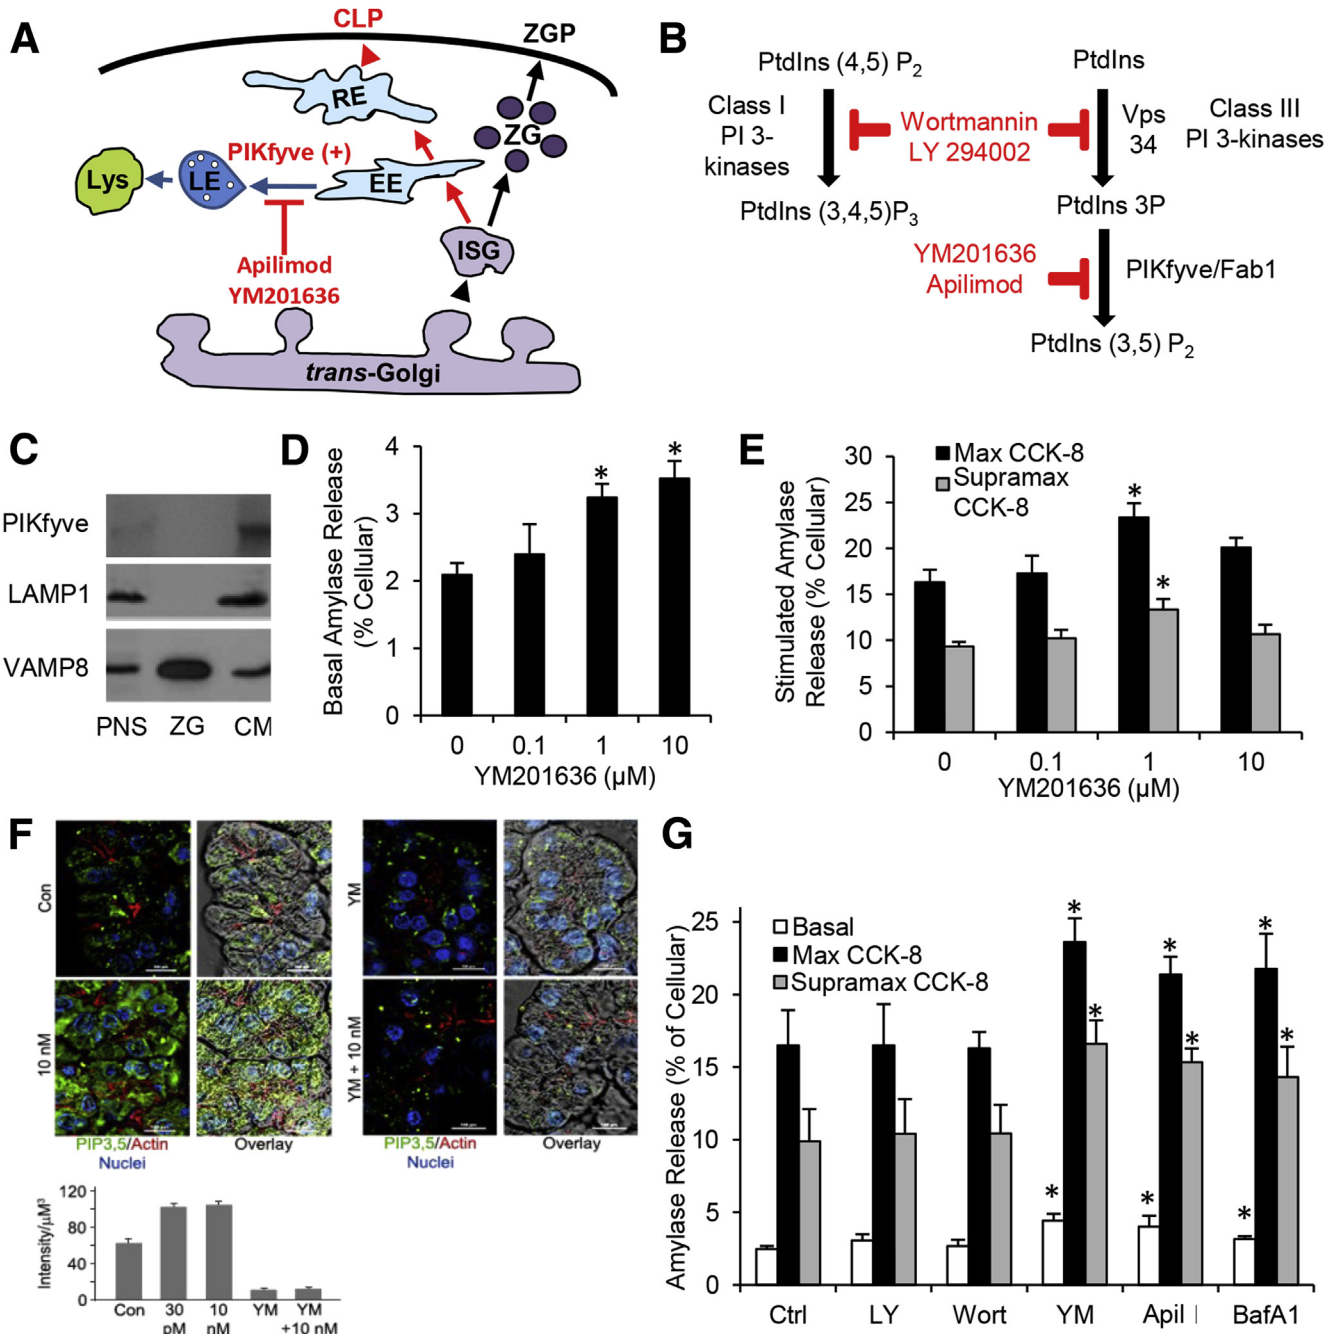 A
CLP
ZGP
RE
ZG
PIKfyve (+)
Lys
LE
EE
ISG
Apilimod
YM201636
trans-Golgi
B
PtdIns (4,5) P2
PtdIns
Class I
PI 3-
kinases
Wortmannin
LY 294002
Vps
34
Class III
PI 3-kinases
PtdIns (3,4,5)P3
PtdIns 3P
YM201636
Apilimod
PIKfyve/Fab1
PtdIns (3,5) P2
C
PIKfyve
LAMP1
VAMP8
PNS ZG CM
D
Basal Amylase Release
(% Cellular)
4
3
2
1
0
* *
0 0.1 1 10
YM201636 (µM)
E
Stimulated Amylase
Release (% Cellular)
Max CCK-8
Supramax
CCK-8
30
25
20
15
10
5
0
*
*
0 0.1 1 10
YM201636 (µM)
F
Con
YM
10 nM
YM + 10 nM
PIP3,5/Actin
Nuclei
Overlay
PIP3,5/Actin
Nuclei
Overlay
Intensity/µM3
120
80
40
0
Con 30 pM 10 nM YM YM +10 nM
G
Amylase Release (% of Cellular)
Basal
Max CCK-8
Supramax CCK-8
25
20
15
10
5
0
* * *
* * *
* * *
Ctrl LY Wort YM Apil BafA1